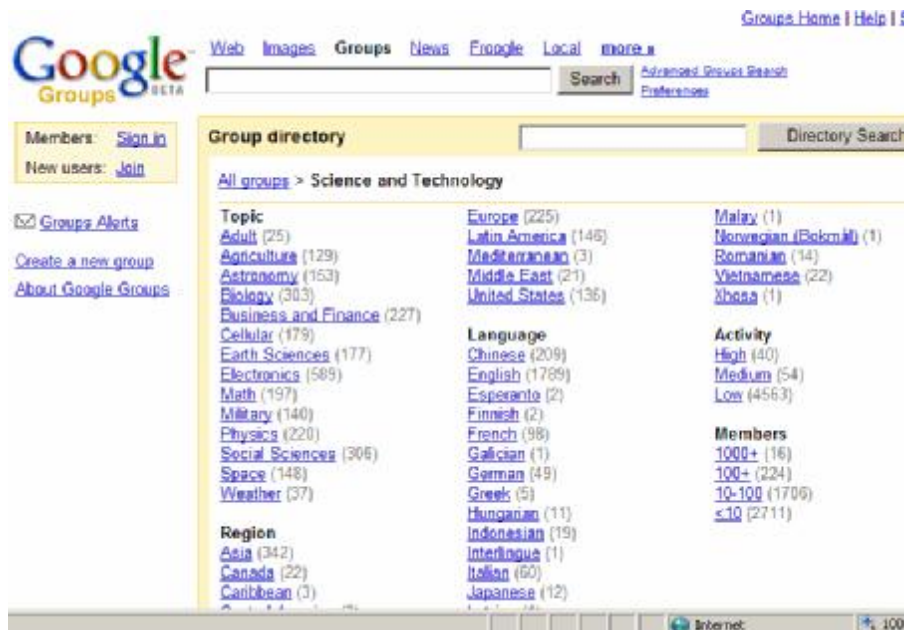 Groups Home | Help | S
Google
Groups BETA
Web Images Groups News Froogle Local more »
Search
Advanced Groups Search
Preferences
Members: Sign in
New users: Join
Groups Alerts
Create a new group
About Google Groups
Group directory
Directory Search
All groups > Science and Technology
Topic
Adult (25)
Agriculture (129)
Astronomy (153)
Biology (303)
Business and Finance (227)
Cellular (179)
Earth Sciences (177)
Electronics (589)
Math (197)
Military (140)
Physics (220)
Social Sciences (306)
Space (148)
Weather (37)
Region
Asia (342)
Canada (22)
Caribbean (3)
Europe (225)
Latin America (146)
Mediterranean (3)
Middle East (21)
United States (136)
Language
Chinese (209)
English (1789)
Esperanto (2)
Finnish (2)
French (98)
Galician (1)
German (49)
Greek (5)
Hungarian (11)
Indonesian (19)
Interlingue (1)
Italian (60)
Japanese (12)
Malay (1)
Norwegian (Bokmål) (1)
Romanian (14)
Vietnamese (22)
Xhosa (1)
Activity
High (40)
Medium (54)
Low (4563)
Members
1000+ (16)
100+ (224)
10-100 (1706)
<10 (2711)
Internet
100